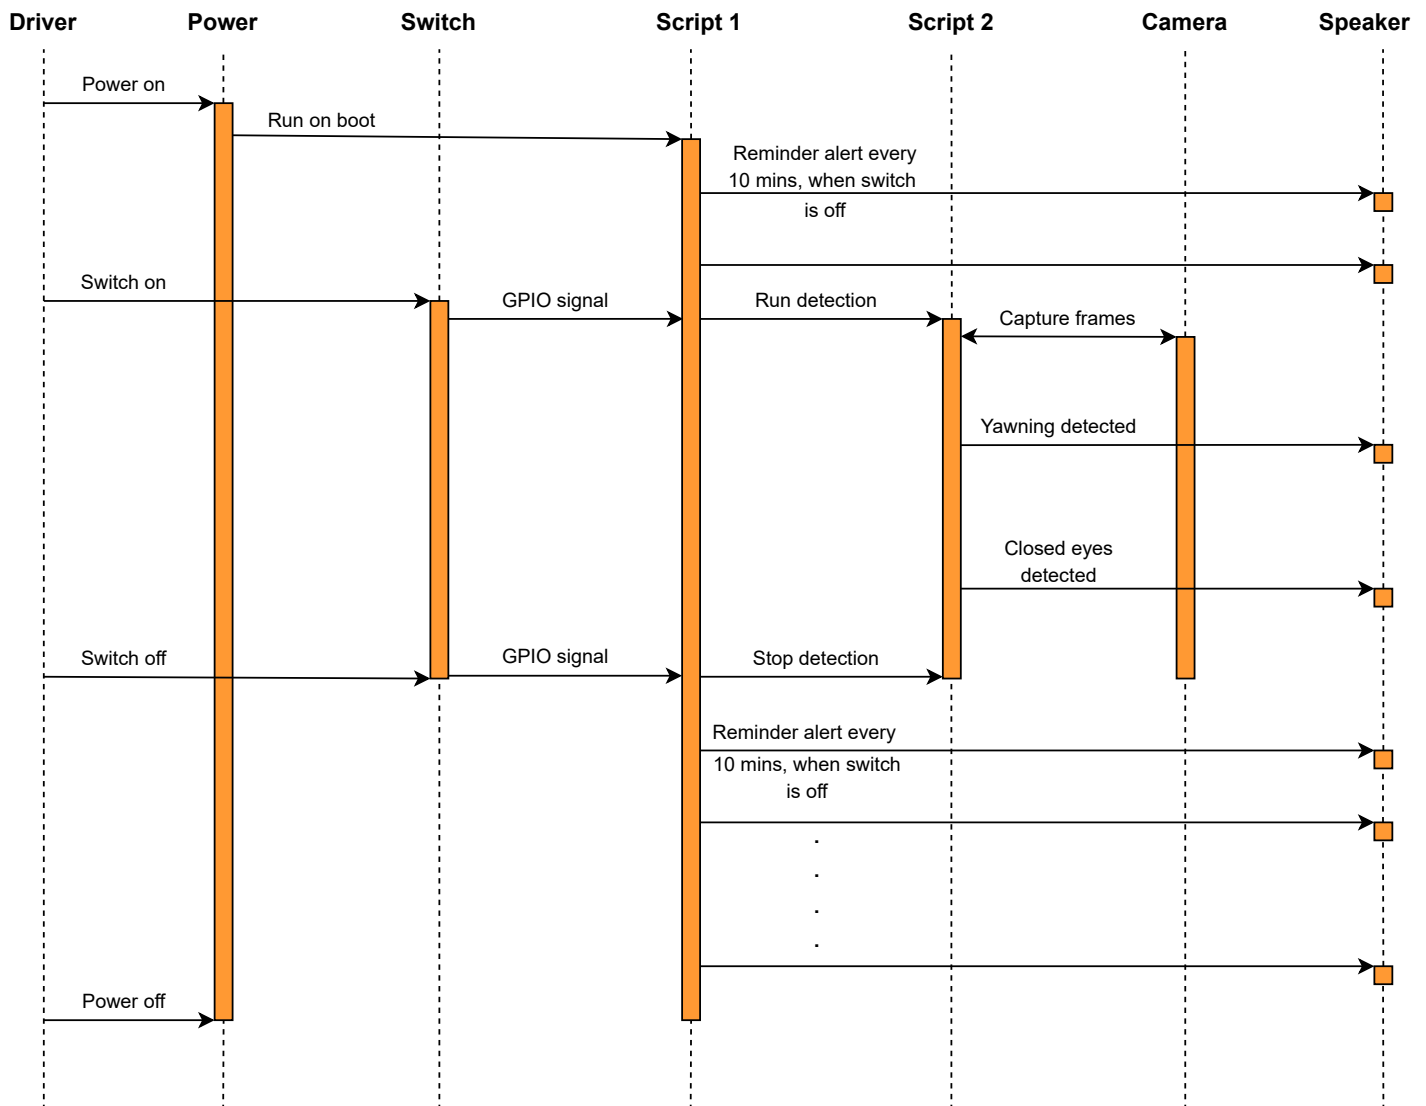 Driver
Power
Switch
Script 1
Script 2
Camera
Speaker
Power on
Run on boot
Reminder alert every
10 mins, when switch
is off
Switch on
GPIO signal
Run detection
Capture frames
Yawning detected
Closed eyes
detected
Switch off
GPIO signal
Stop detection
Reminder alert every
10 mins, when switch
is off
.
.
.
.
Power off